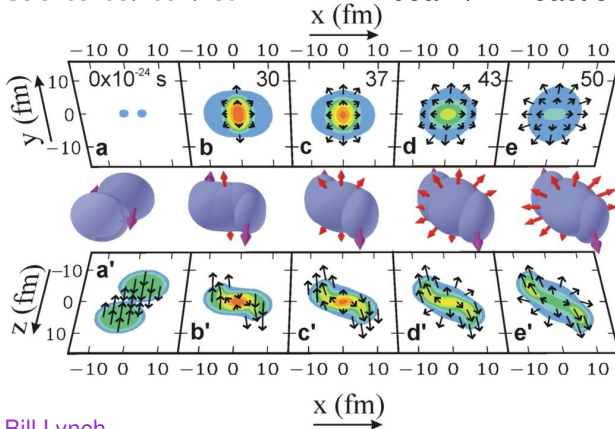 x (fm)
−10 0 10 −10 0 10 −10 0 10 −10 0 10 −10 0 10
y (fm)
−10
0
10
0x10-24 s 30 37 43 50
a b c d e
z (fm)
−10
0
10
a' b' c' d' e'
−10 0 10 −10 0 10 −10 0 10 −10 0 10 −10 0 10
x (fm)
Bill Lynch